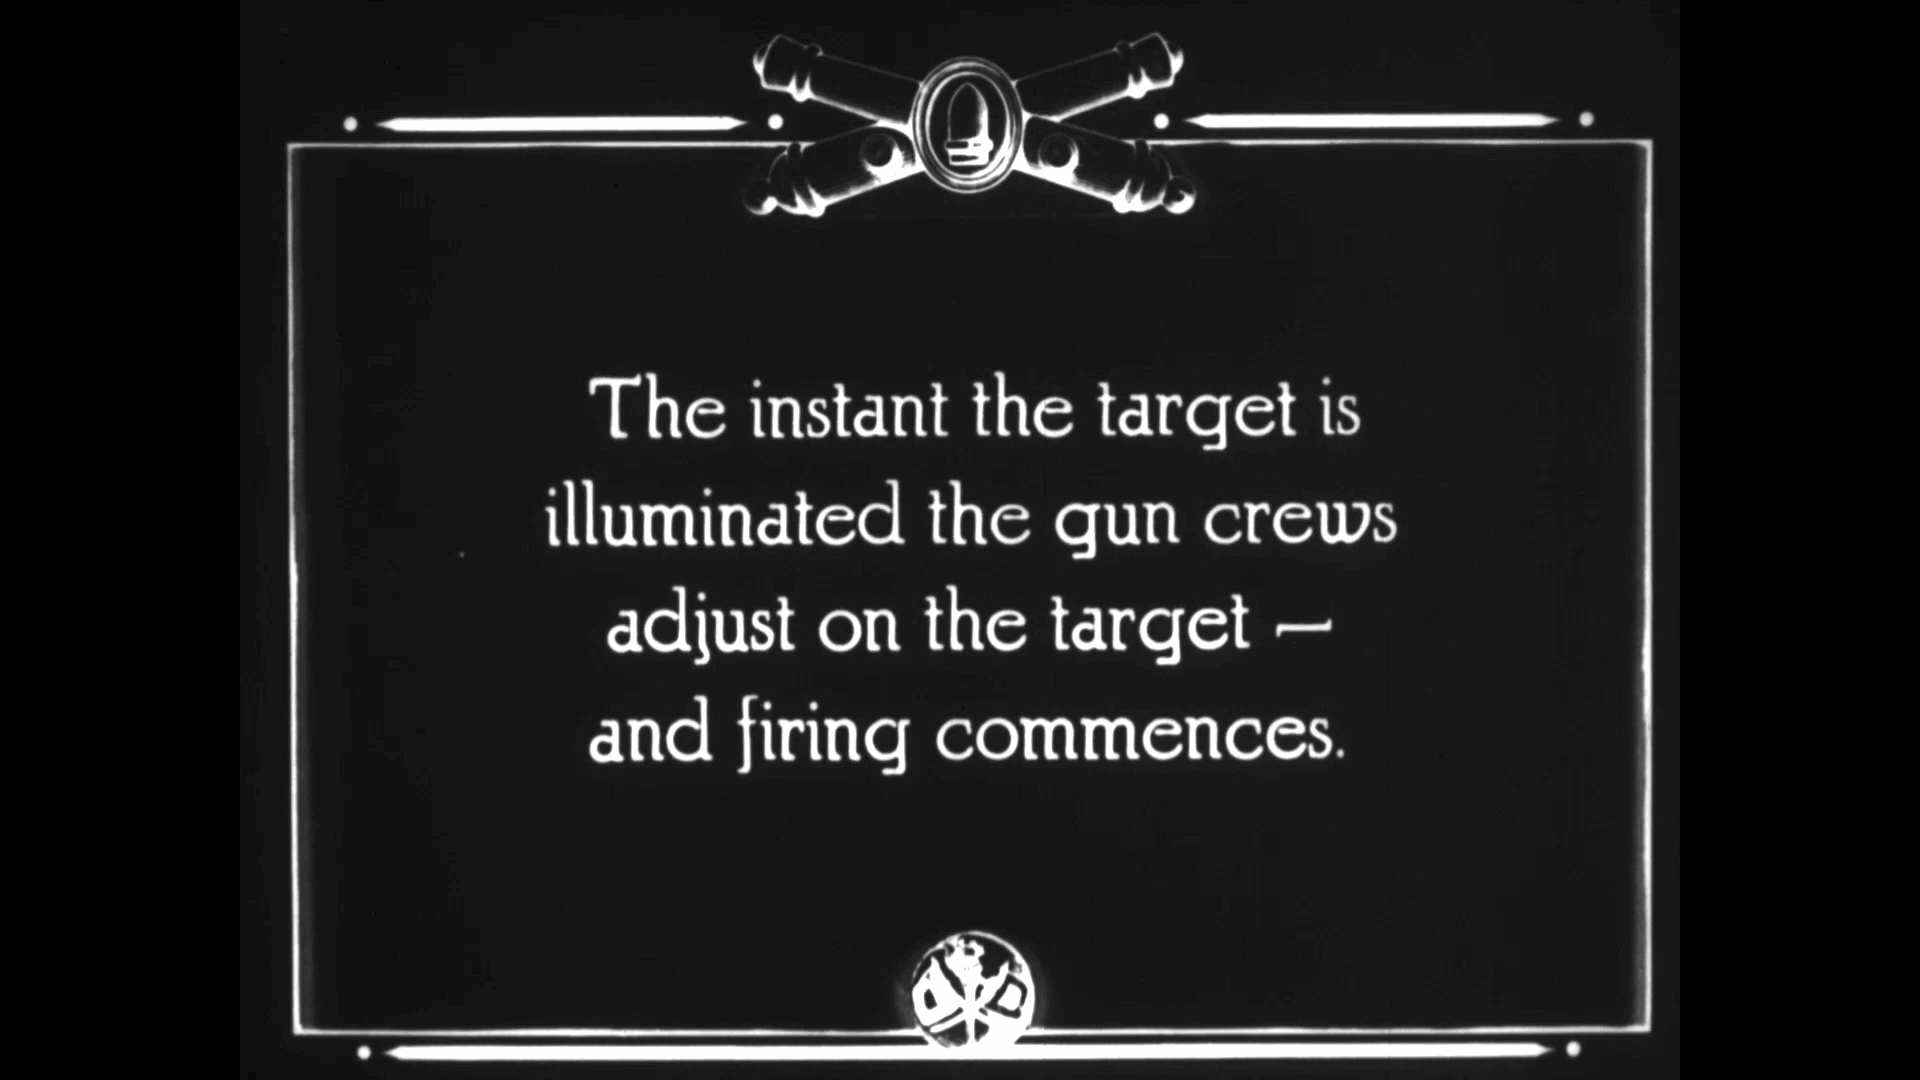 The instant the target is
illuminated the gun crews
adjust on the target —
and firing commences.